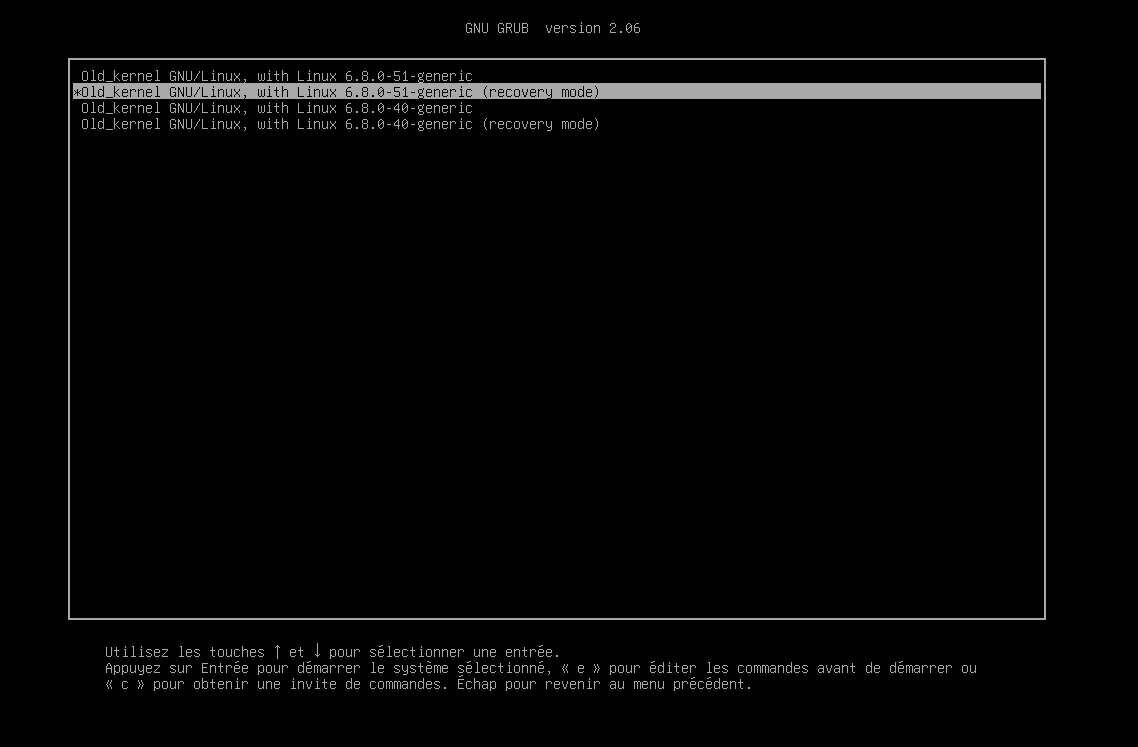 GNU GRUB  version 2.06
Old_kernel GNU/Linux, with Linux 6.8.0-51-generic
*Old_kernel GNU/Linux, with Linux 6.8.0-51-generic (recovery mode)
Old_kernel GNU/Linux, with Linux 6.8.0-40-generic
Old_kernel GNU/Linux, with Linux 6.8.0-40-generic (recovery mode)
Utilisez les touches ↑ et ↓ pour sélectionner une entrée.
Appuyez sur Entrée pour démarrer le système sélectionné, « e » pour éditer les commandes avant de démarrer ou
« c » pour obtenir une invite de commandes. Échap pour revenir au menu précédent.